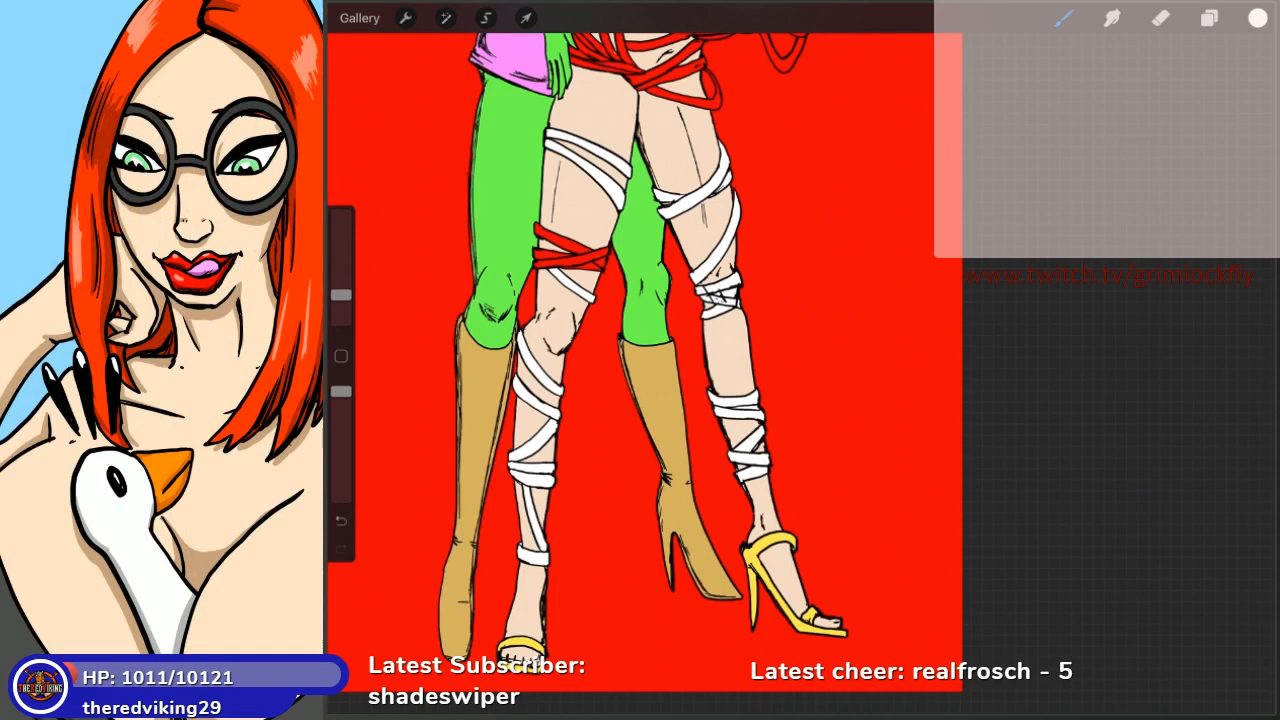 Gallery
www.twitch.tv/grimlockfly
HP: 1011/10121
theredviking29
Latest Subscriber:
shadeswiper
Latest cheer: realfrosch - 5